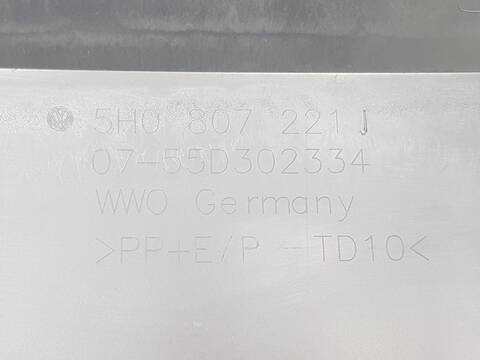 5H0 807 221 J
07-55D302334
WWO Germany
>PP+E/P -TD10<